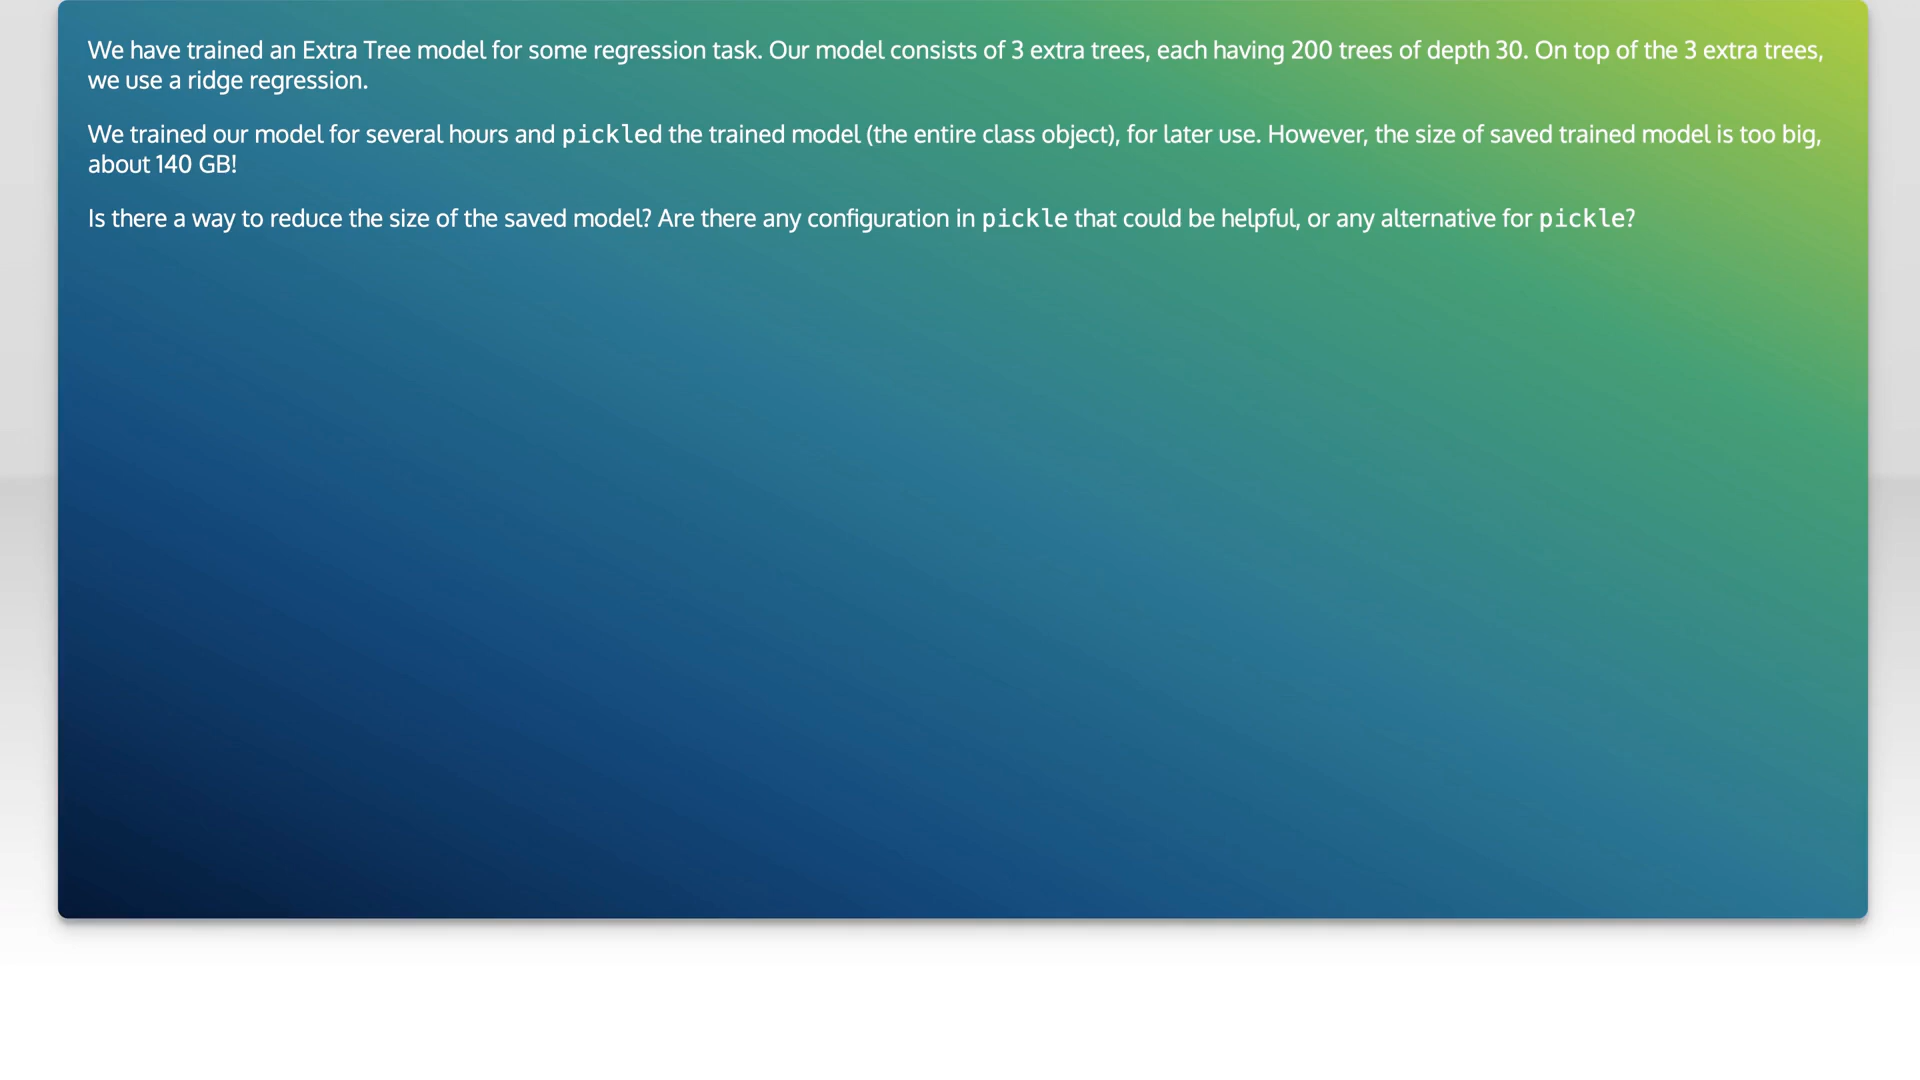 We have trained an Extra Tree model for some regression task. Our model consists of 3 extra trees, each having 200 trees of depth 30. On top of the 3 extra trees,
we use a ridge regression.
We trained our model for several hours and pickled the trained model (the entire class object), for later use. However, the size of saved trained model is too big,
about 140 GB!
Is there a way to reduce the size of the saved model? Are there any configuration in pickle that could be helpful, or any alternative for pickle?